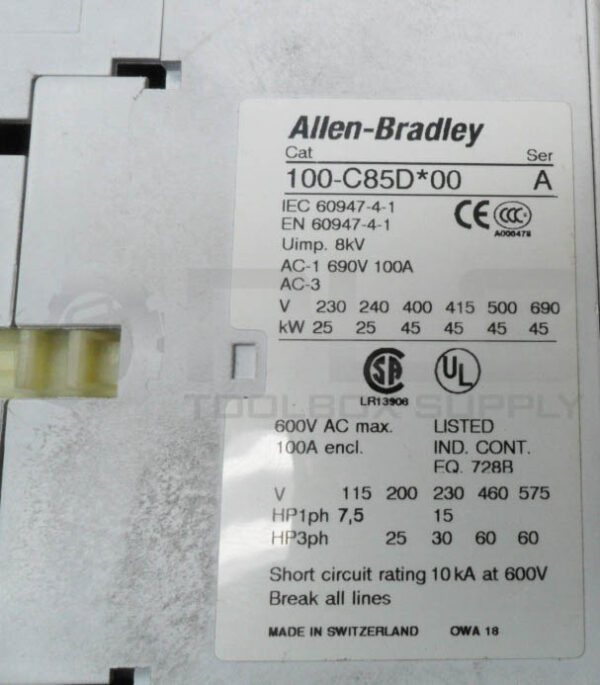 Allen-Bradley
Cat Ser
100-C85D*00 A
IEC 60947-4-1
EN 60947-4-1
CE CCC
A000478
Uimp. 8kV
AC-1 690V 100A
AC-3
V 230 240 400 415 500 690
kW 25 25 45 45 45 45
SA UL
LR13908
TOOLBOX SUPPLY
600V AC max. LISTED
100A encl. IND. CONT.
EQ. 728B
V 115 200 230 460 575
HP1ph 7,5 15
HP3ph 25 30 60 60
Short circuit rating 10 kA at 600V
Break all lines
MADE IN SWITZERLAND OWA 18